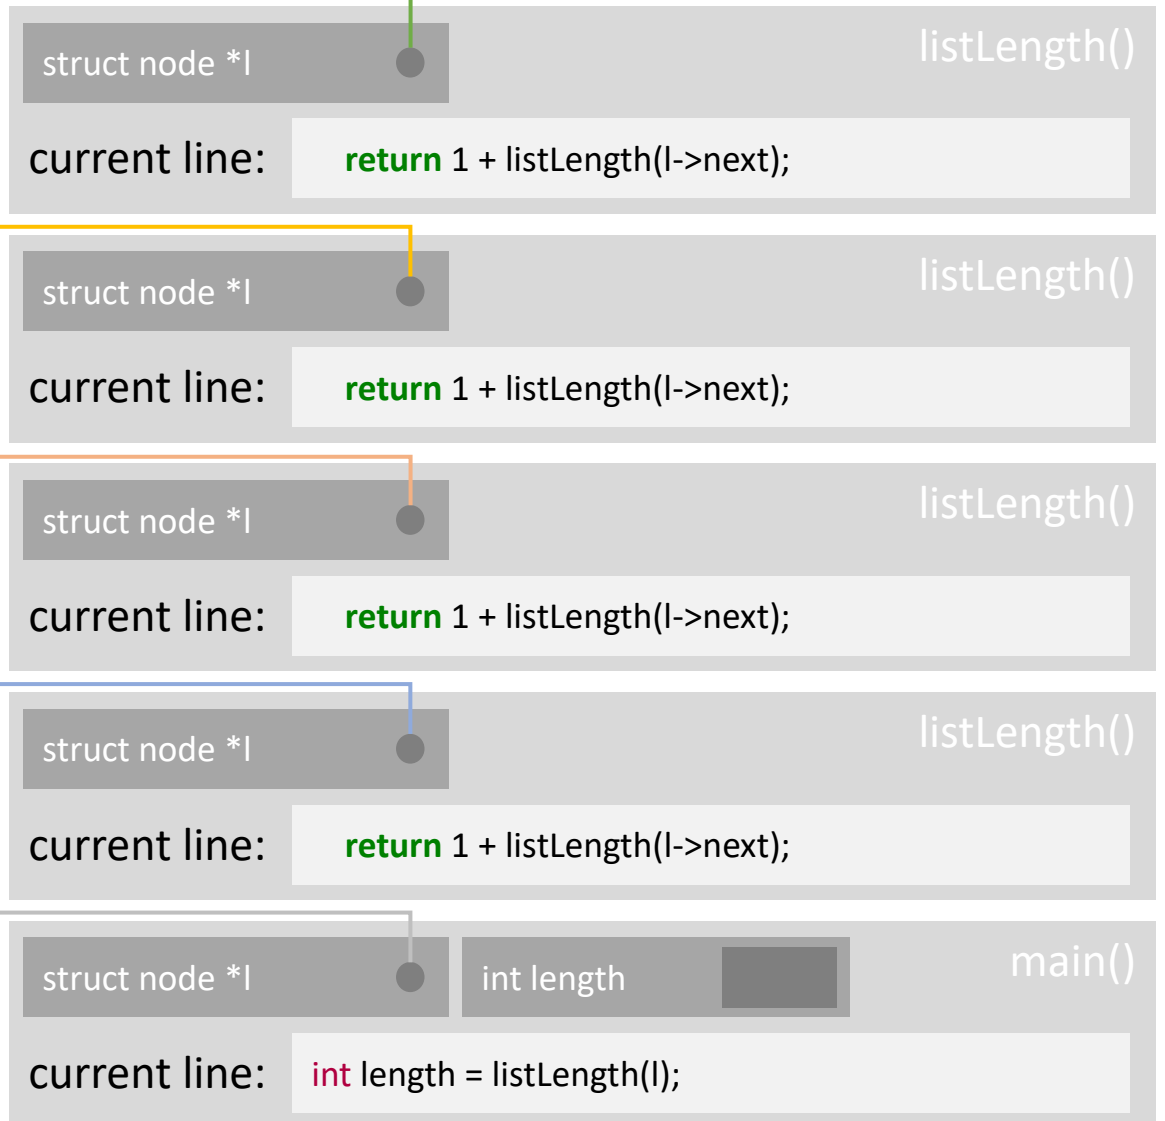 struct node *l listLength()
current line: return 1 + listLength(l->next);
struct node *l listLength()
current line: return 1 + listLength(l->next);
struct node *l listLength()
current line: return 1 + listLength(l->next);
struct node *l listLength()
current line: return 1 + listLength(l->next);
struct node *l int length main()
current line: int length = listLength(l);